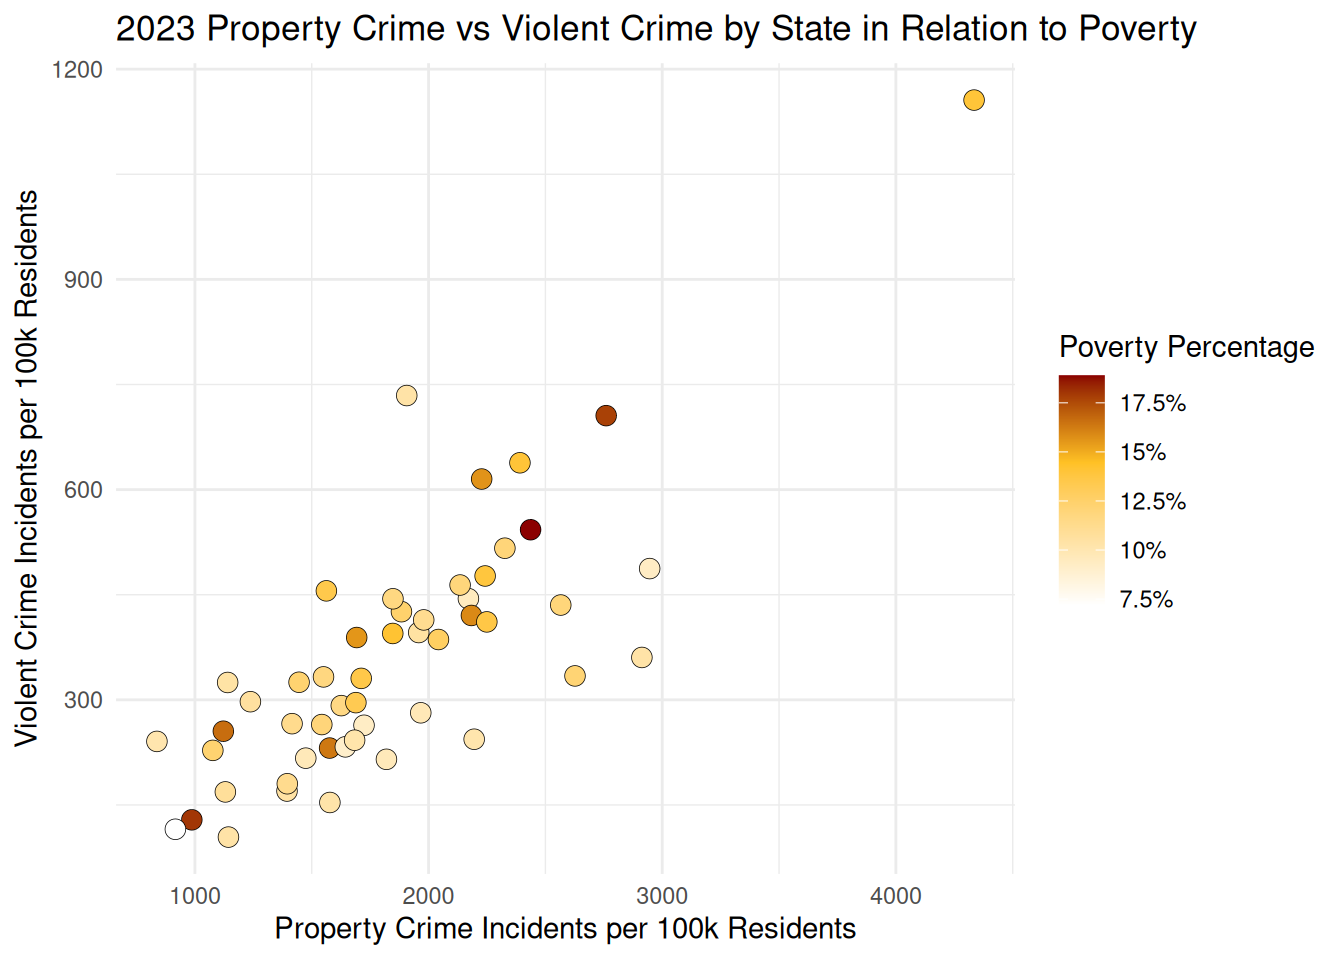 2023 Property Crime vs Violent Crime by State in Relation to Poverty
Violent Crime Incidents per 100k Residents
1200
900
600
300
1000 2000 3000 4000
Property Crime Incidents per 100k Residents
Poverty Percentage
17.5%
15%
12.5%
10%
7.5%